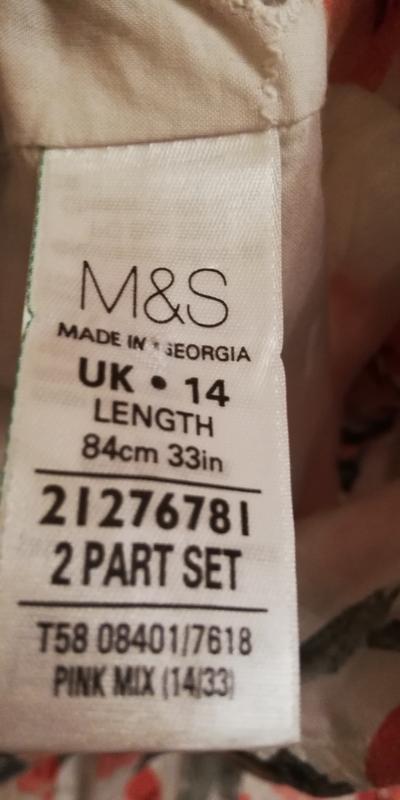 M&S
MADE IN GEORGIA
UK • 14
LENGTH
84cm 33in
21276781
2 PART SET
T58 08401/7618
PINK MIX (14/33)